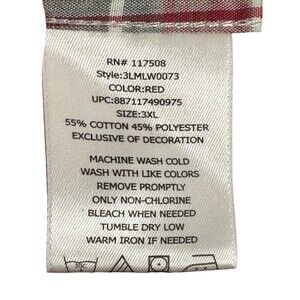 RN# 117508
Style:3LMLW0073
COLOR:RED
UPC:887117490975
SIZE:3XL
55% COTTON 45% POLYESTER
EXCLUSIVE OF DECORATION
MACHINE WASH COLD
WASH WITH LIKE COLORS
REMOVE PROMPTLY
ONLY NON-CHLORINE
BLEACH WHEN NEEDED
TUMBLE DRY LOW
WARM IRON IF NEEDED